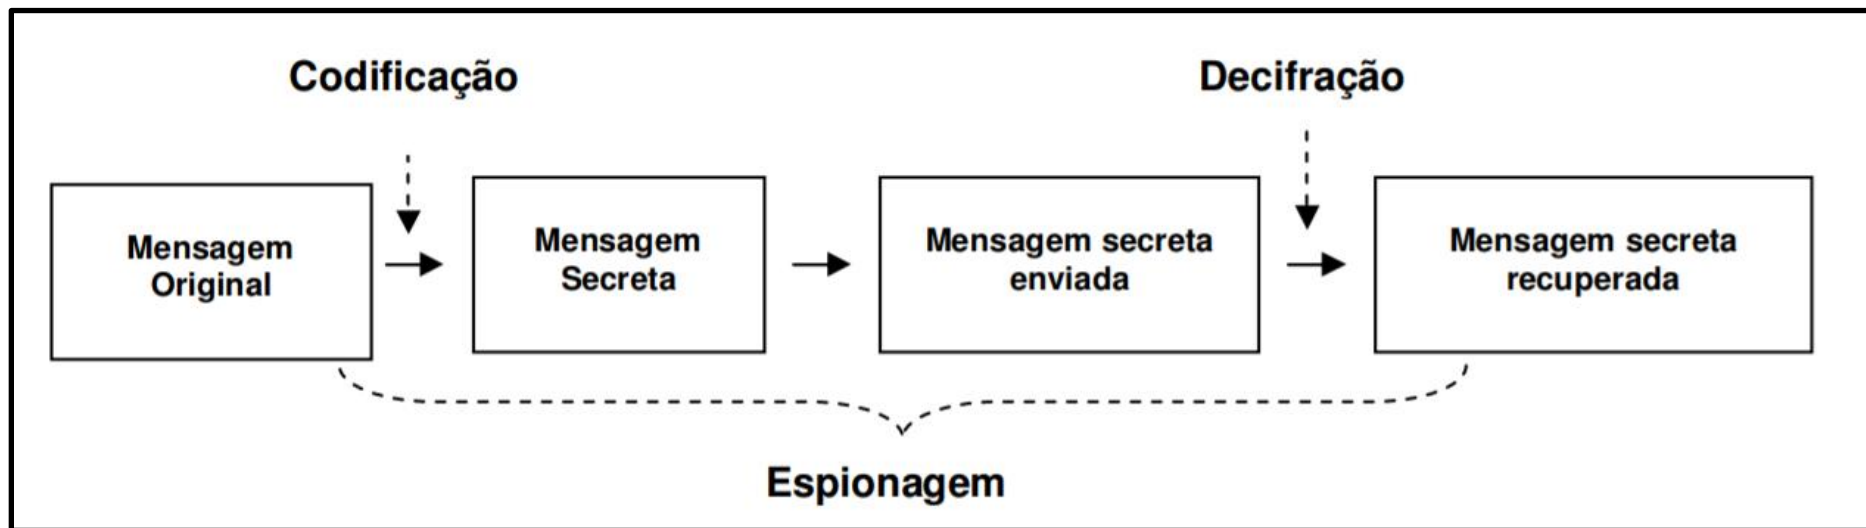 Codificação
Decifração
Mensagem
Original
Mensagem
Secreta
Mensagem secreta
enviada
Mensagem secreta
recuperada
Espionagem